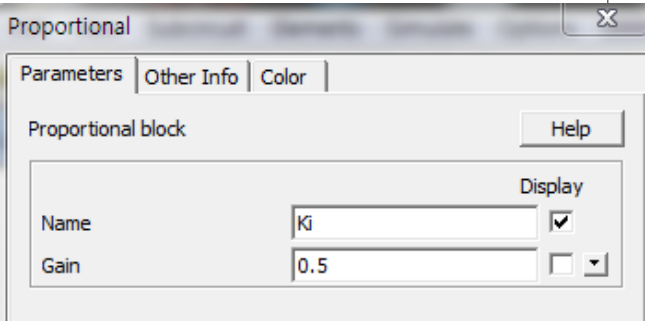 Proportional
Parameters Other Info Color
Proportional block Help
Display
Name Ki
Gain 0.5